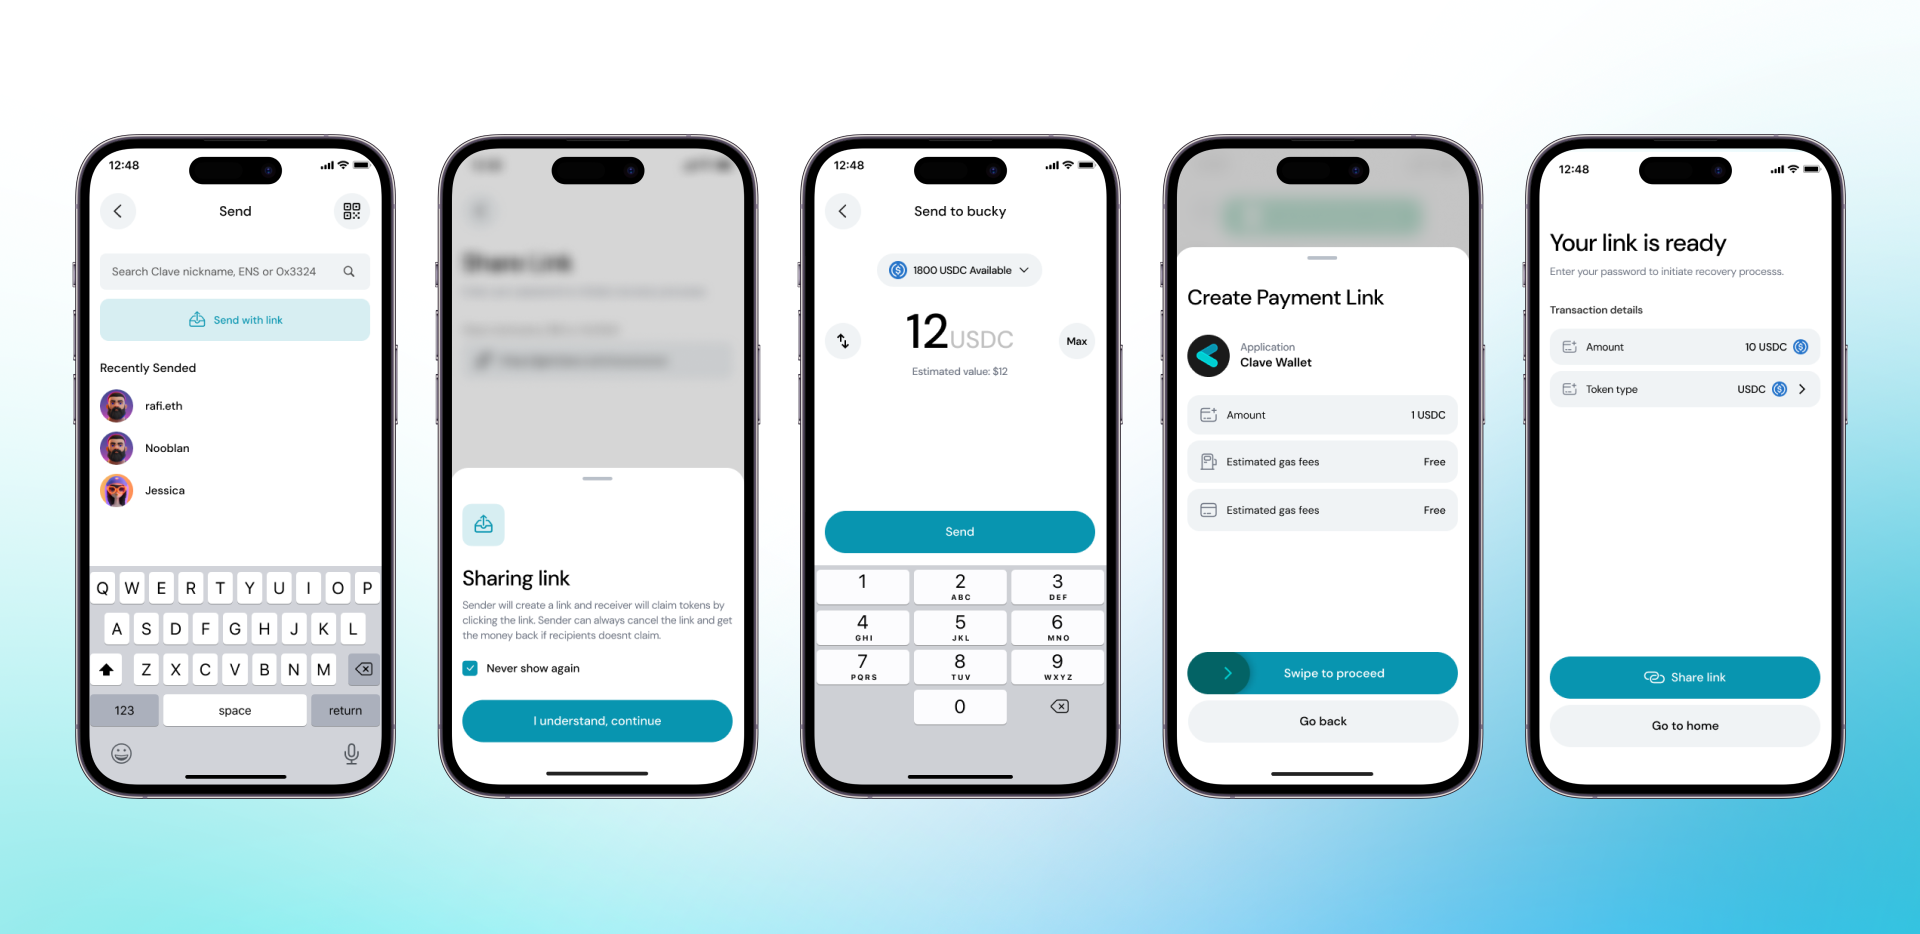 12:48
Send
Search Clave nickname, ENS or 0x3324
Send with link
Recently Sended
rafi.eth
Nooblan
Jessica
Q W E R T Y U I O P
A S D F G H J K L
Z X C V B N M
123 space return
Share Link
Sharing link
Sender will create a link and receiver will claim tokens by
clicking the link. Sender can always cancel the link and get
the money back if recipients doesnt claim.
Never show again
I understand, continue
12:48
Send to bucky
1800 USDC Available
12USDC
Max
Estimated value: $12
Send
1 2 3
ABC DEF
4 5 6
GHI JKL MNO
7 8 9
PQRS TUV WXYZ
0
Create Payment Link
Application
Clave Wallet
Amount 1 USDC
Estimated gas fees Free
Estimated gas fees Free
Swipe to proceed
Go back
12:48
Your link is ready
Enter your password to initiate recovery processs.
Transaction details
Amount 10 USDC
Token type USDC
Share link
Go to home